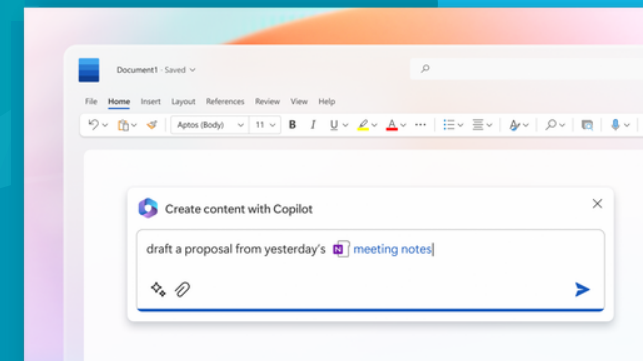 Document1 · Saved
File Home Insert Layout References Review View Help
Aptos (Body) 11 B I U A ... A
Create content with Copilot
draft a proposal from yesterday's N meeting notes